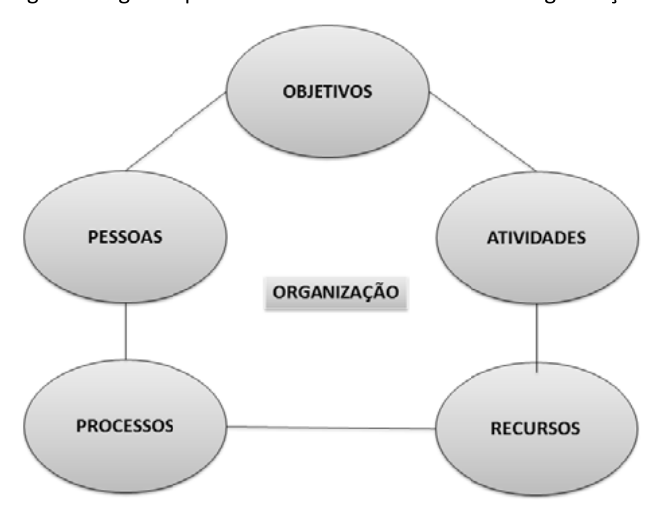 OBJETIVOS
PESSOAS
ATIVIDADES
ORGANIZAÇÃO
PROCESSOS
RECURSOS